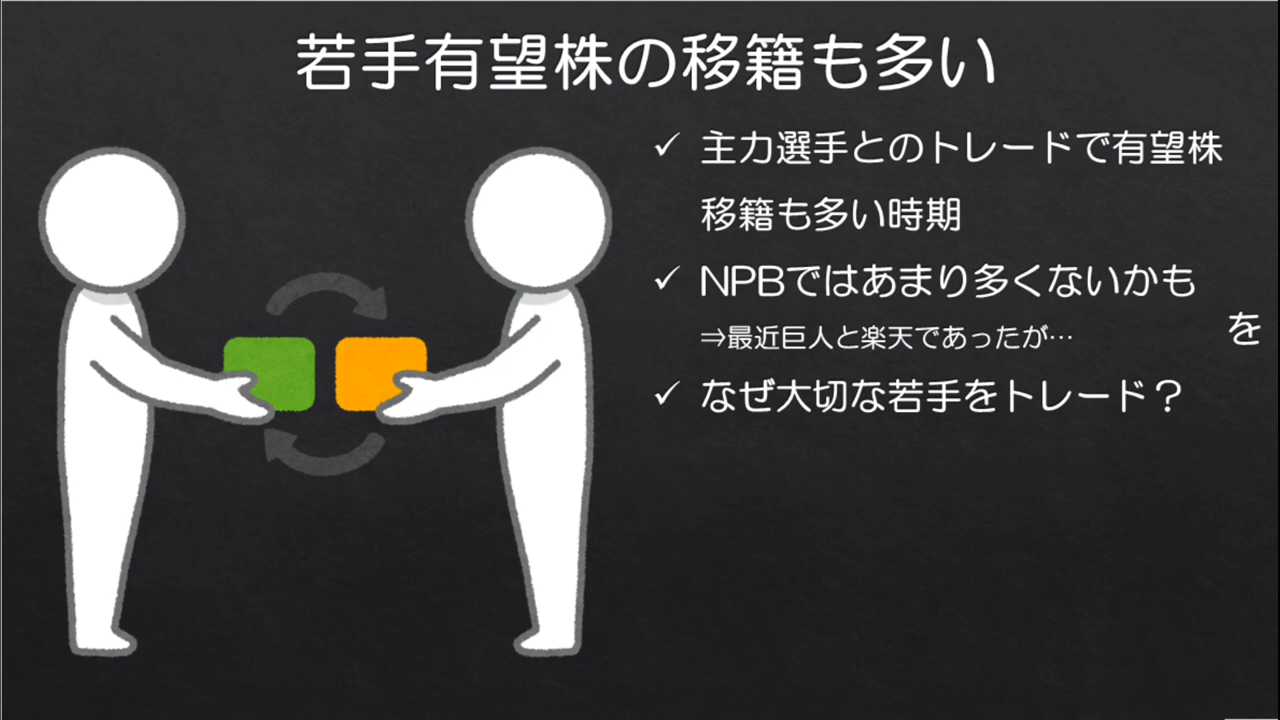 若手有望株の移籍も多い
✓ 主力選手とのトレードで有望株
移籍も多い時期
✓ NPBではあまり多くないかも
⇒最近巨人と楽天であったが…
を
✓ なぜ大切な若手をトレード？